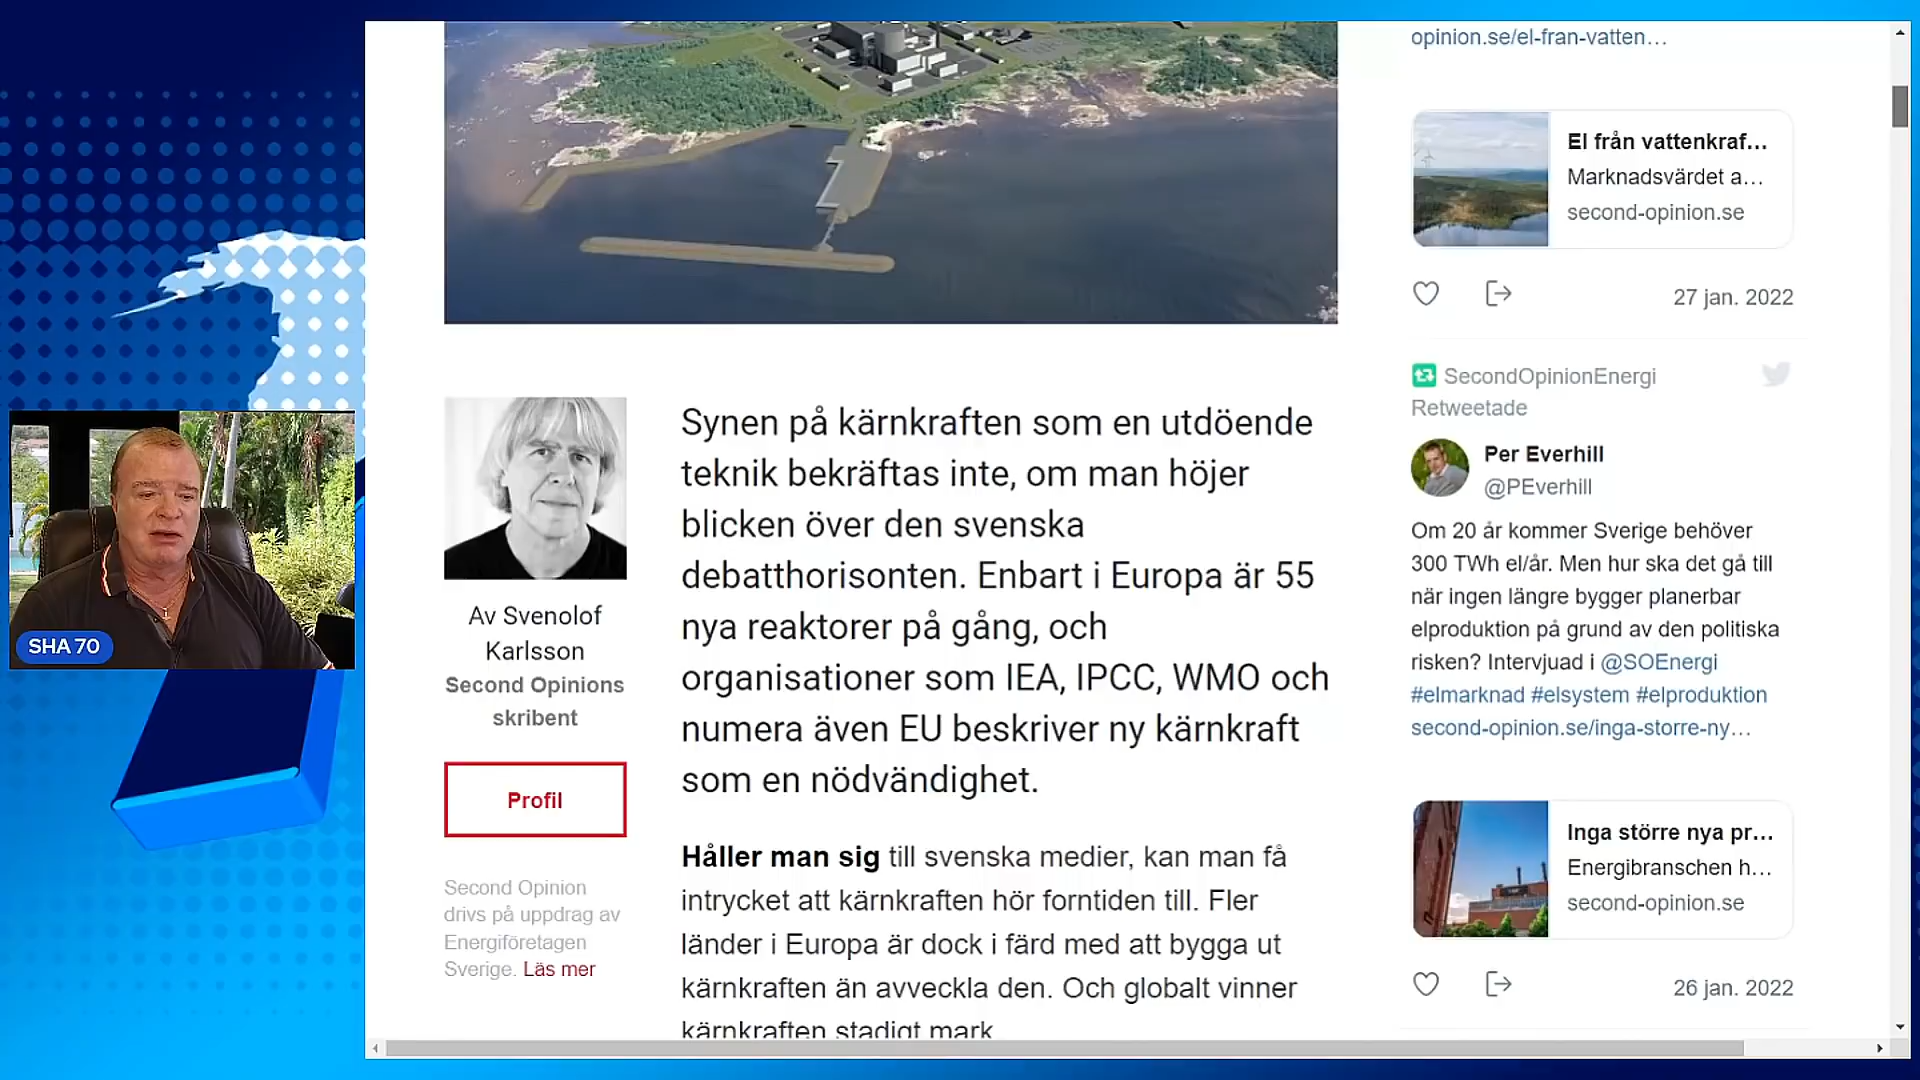 SHA 70
Av Svenolof
Karlsson
Second Opinions
skribent
Profil
Second Opinion
drivs på uppdrag av
Energiföretagen
Sverige. Läs mer
Synen på kärnkraften som en utdöende
teknik bekräftas inte, om man höjer
blicken över den svenska
debatthorisonten. Enbart i Europa är 55
nya reaktorer på gång, och
organisationer som IEA, IPCC, WMO och
numera även EU beskriver ny kärnkraft
som en nödvändighet.
Håller man sig till svenska medier, kan man få
intrycket att kärnkraften hör forntiden till. Fler
länder i Europa är dock i färd med att bygga ut
kärnkraften än avveckla den. Och globalt vinner
kärnkraften stadigt mark
opinion.se/el-fran-vatten…
El från vattenkraf…
Marknadsvärdet a…
second-opinion.se
27 jan. 2022
SecondOpinionEnergi
Retweetade
Per Everhill
@PEverhill
Om 20 år kommer Sverige behöver
300 TWh el/år. Men hur ska det gå till
när ingen längre bygger planerbar
elproduktion på grund av den politiska
risken? Intervjuad i @SOEnergi
#elmarknad #elsystem #elproduktion
second-opinion.se/inga-storre-ny…
Inga större nya pr…
Energibranschen h…
second-opinion.se
26 jan. 2022